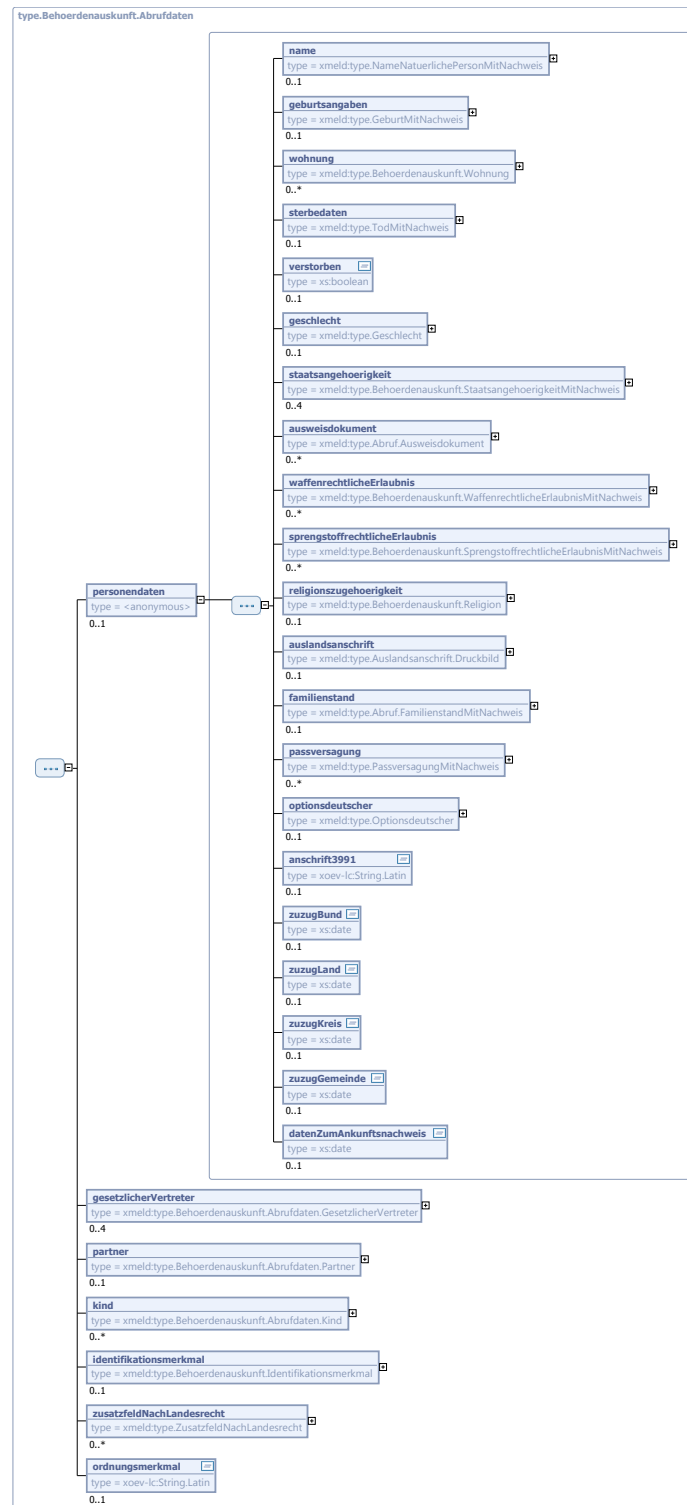 type.Behoerdenauskunft.Abrufdaten
name
type = xmeld:type.NameNatuerlichePersonMitNachweis
0..1
geburtsangaben
type = xmeld:type.GeburtMitNachweis
0..1
wohnung
type = xmeld:type.Behoerdenauskunft.Wohnung
0..*
sterbedaten
type = xmeld:type.TodMitNachweis
0..1
verstorben
type = xs:boolean
0..1
geschlecht
type = xmeld:type.Geschlecht
0..1
staatsangehoerigkeit
type = xmeld:type.Behoerdenauskunft.StaatsangehoerigkeitMitNachweis
0..4
ausweisdokument
type = xmeld:type.Abruf.Ausweisdokument
0..*
waffenrechtlicheErlaubnis
type = xmeld:type.Behoerdenauskunft.WaffenrechtlicheErlaubnisMitNachweis
0..*
sprengstoffrechtlicheErlaubnis
type = xmeld:type.Behoerdenauskunft.SprengstoffrechtlicheErlaubnisMitNachweis
0..*
personendaten
type = <anonymous>
0..1
religionszugehoerigkeit
type = xmeld:type.Behoerdenauskunft.Religion
0..1
auslandsanschrift
type = xmeld:type.Auslandsanschrift.Druckbild
0..1
familienstand
type = xmeld:type.Abruf.FamilienstandMitNachweis
0..1
passversagung
type = xmeld:type.PassversagungMitNachweis
0..*
optionsdeutscher
type = xmeld:type.Optionsdeutscher
0..1
anschrift3991
type = xoev-lc:String.Latin
0..1
zuzugBund
type = xs:date
0..1
zuzugLand
type = xs:date
0..1
zuzugKreis
type = xs:date
0..1
zuzugGemeinde
type = xs:date
0..1
datenZumAnkunftsnachweis
type = xs:date
0..1
gesetzlicherVertreter
type = xmeld:type.Behoerdenauskunft.Abrufdaten.GesetzlicherVertreter
0..4
partner
type = xmeld:type.Behoerdenauskunft.Abrufdaten.Partner
0..1
kind
type = xmeld:type.Behoerdenauskunft.Abrufdaten.Kind
0..*
identifikationsmerkmal
type = xmeld:type.Behoerdenauskunft.Identifikationsmerkmal
0..1
zusatzfeldNachLandesrecht
type = xmeld:type.ZusatzfeldNachLandesrecht
0..*
ordnungsmerkmal
type = xoev-lc:String.Latin
0..1